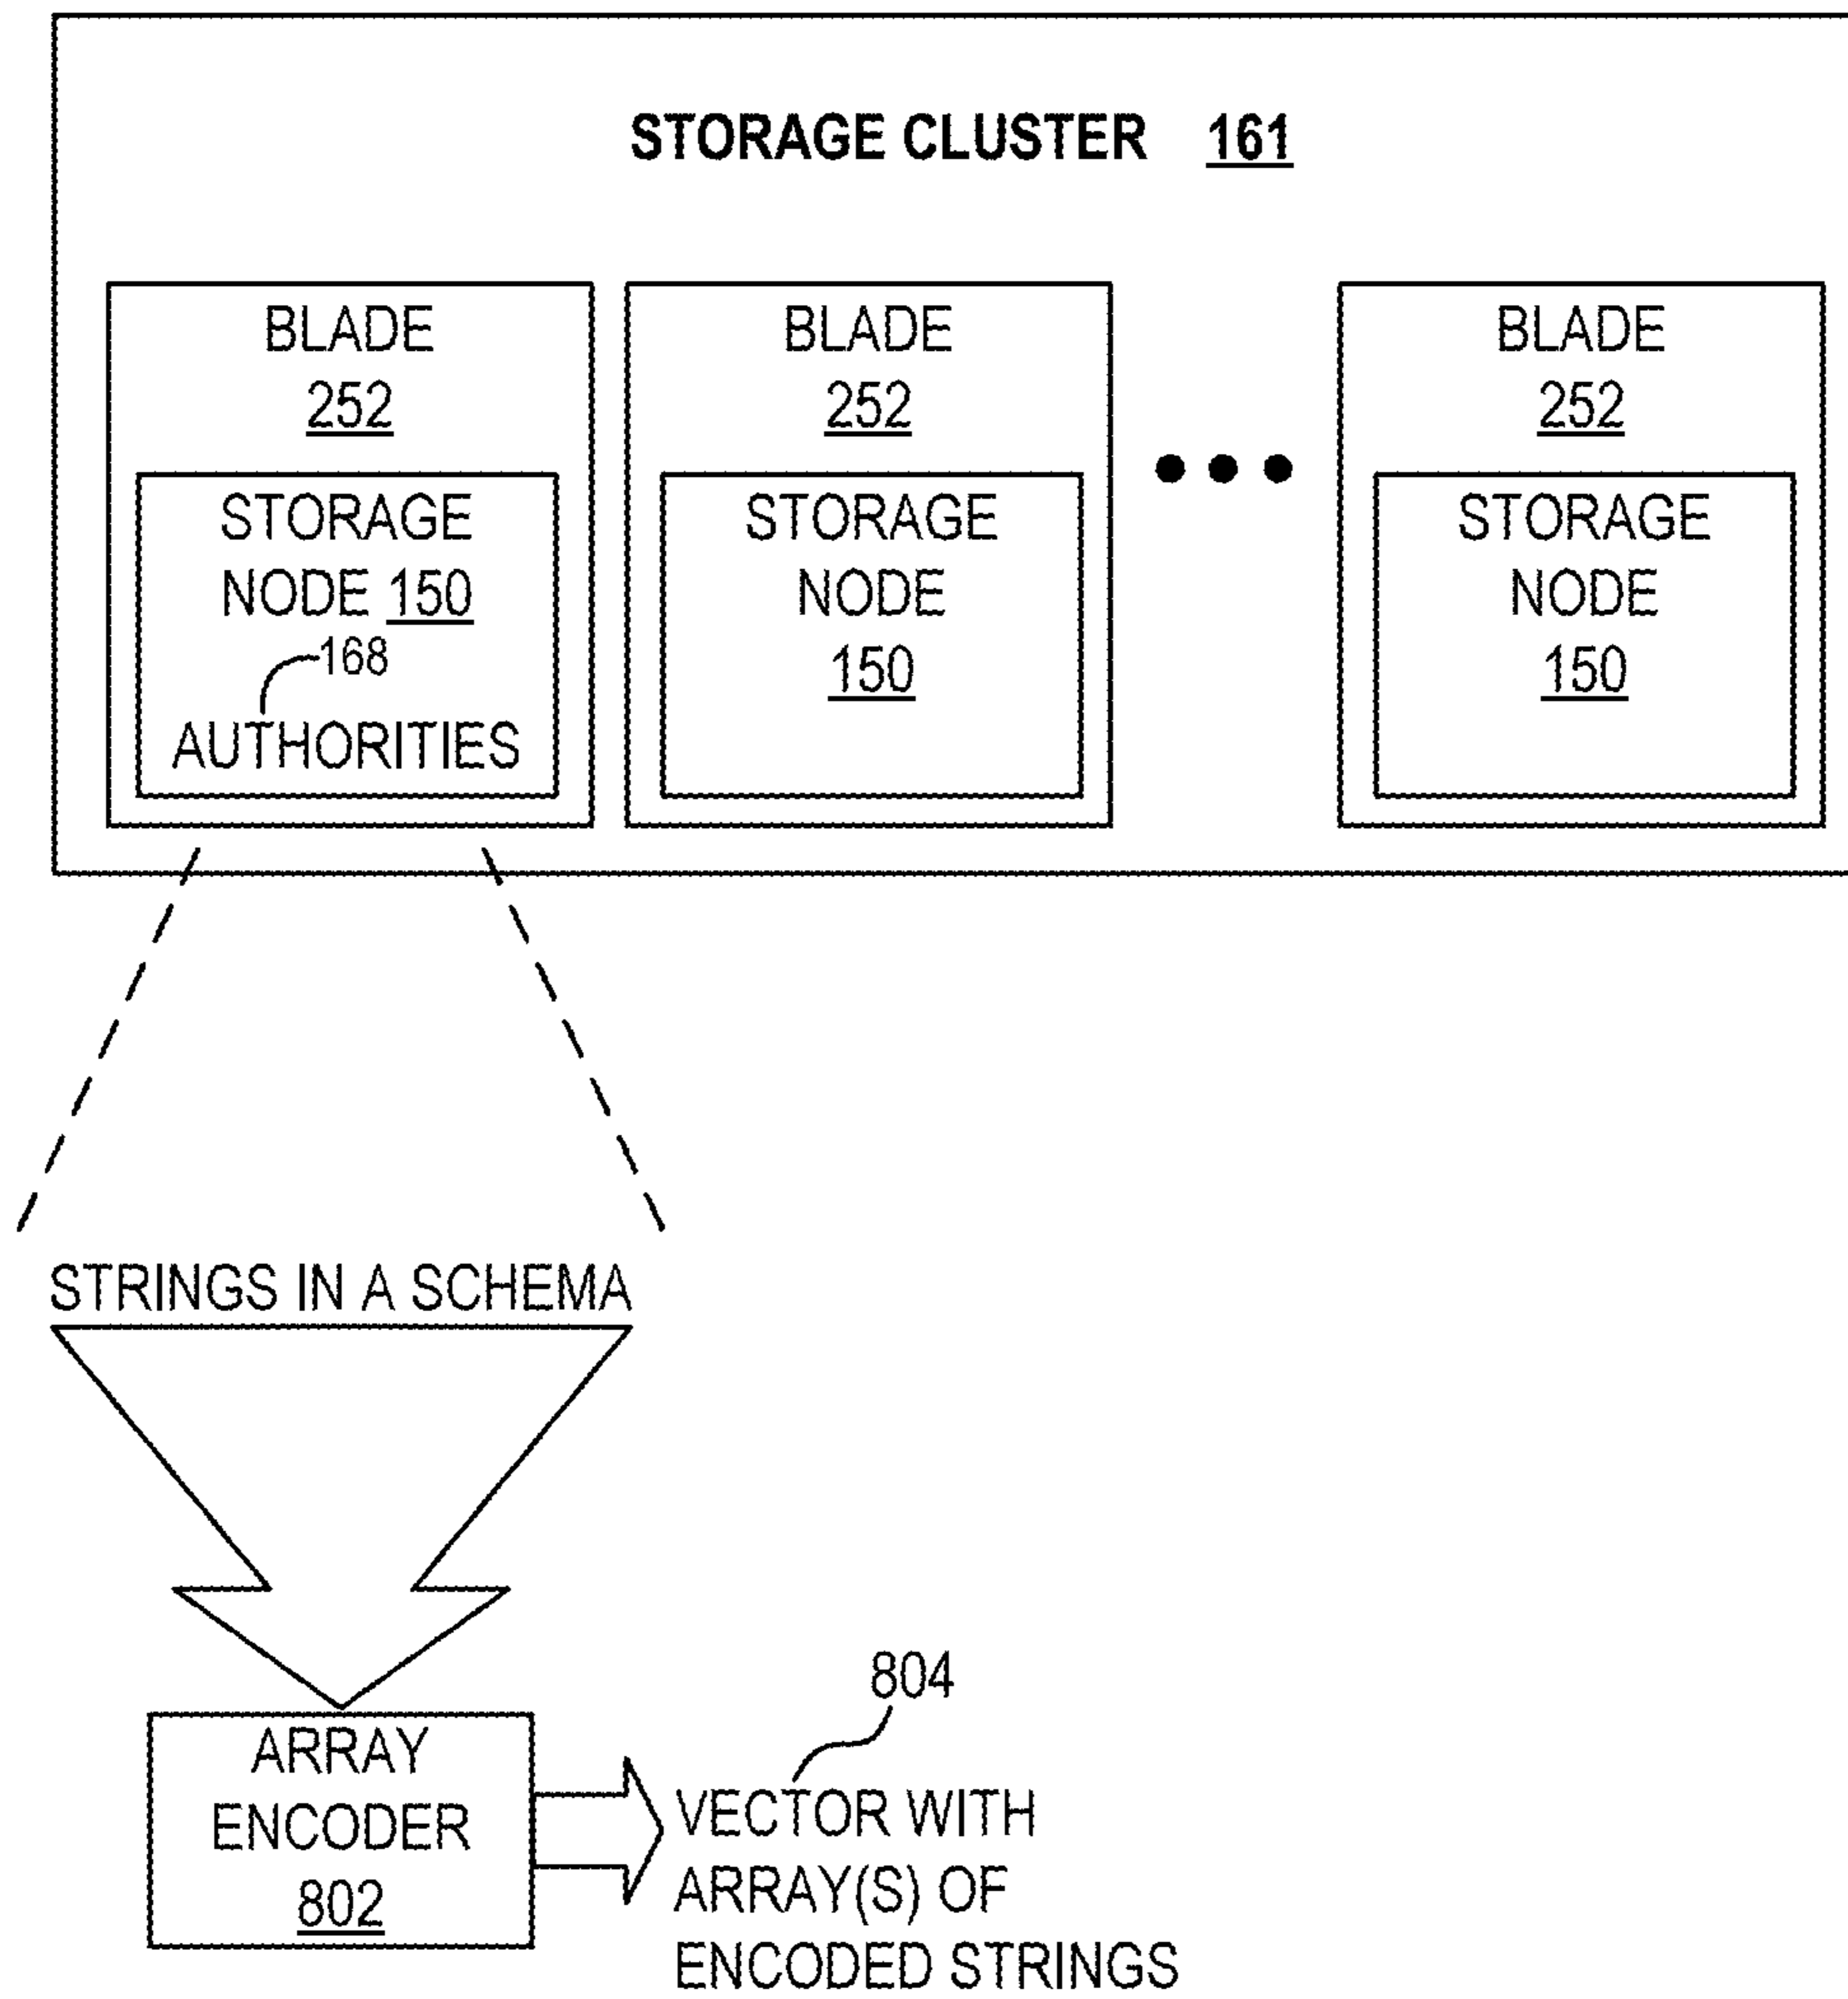 STORAGE CLUSTER 161
BLADE
252
STORAGE
NODE 150
168
AUTHORITIES
BLADE
252
STORAGE
NODE
150
BLADE
252
STORAGE
NODE
150
STRINGS IN A SCHEMA
ARRAY
ENCODER
802
804
VECTOR WITH
ARRAY(S) OF
ENCODED STRINGS